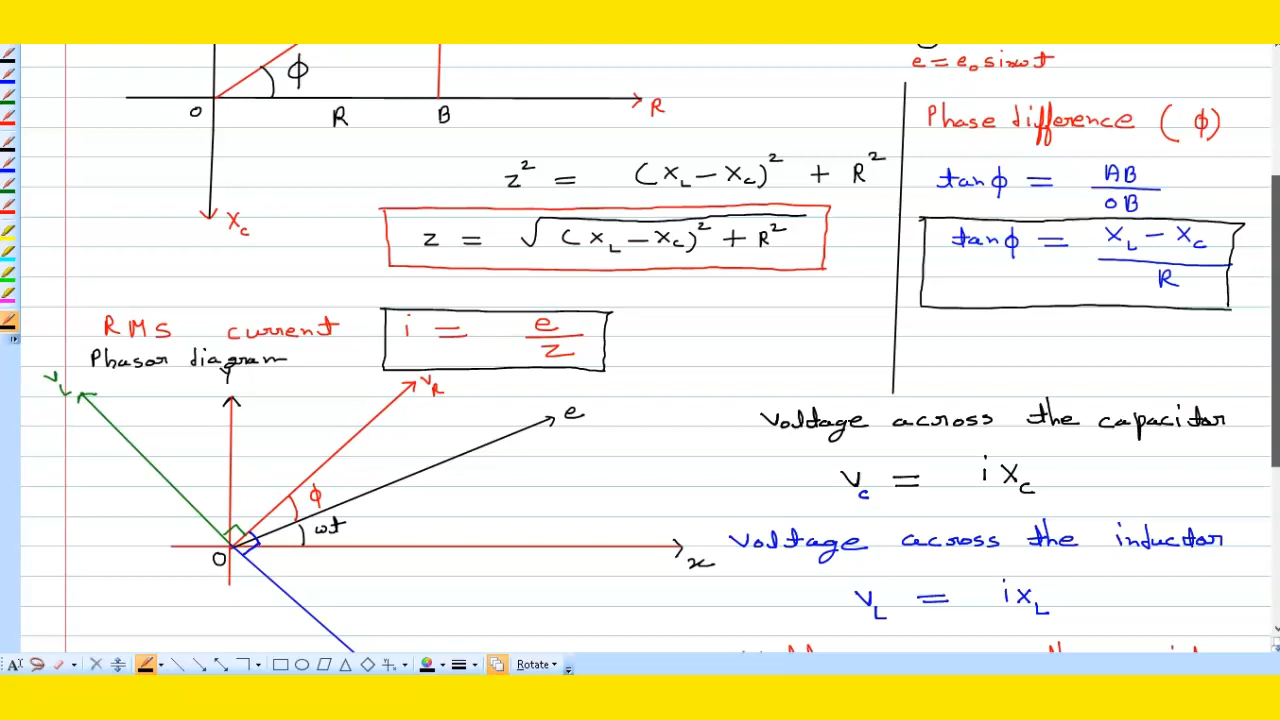 e = e₀ sin ωt
ϕ
O
R
B
R
X_C
Phase difference (ϕ)
tanϕ = AB / OB
tanϕ = X_L − X_C / R
z² = (X_L − X_C)² + R²
z = √(X_L − X_C)² + R²
RMS current i = e / z
Phasor diagram
Y
V_L
V_R
e
ϕ
ωt
O
x
voltage across the capacitor
V_C = i X_C
voltage across the inductor
V_L = i X_L
Rotate